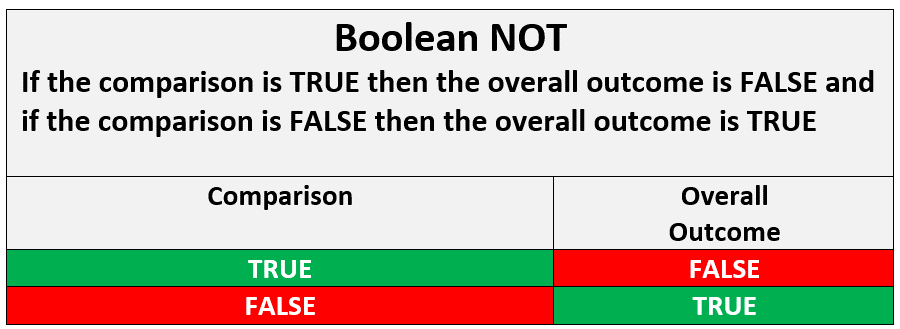 Boolean NOT
If the comparison is TRUE then the overall outcome is FALSE and
if the comparison is FALSE then the overall outcome is TRUE
Comparison
Overall
Outcome
TRUE
FALSE
FALSE
TRUE